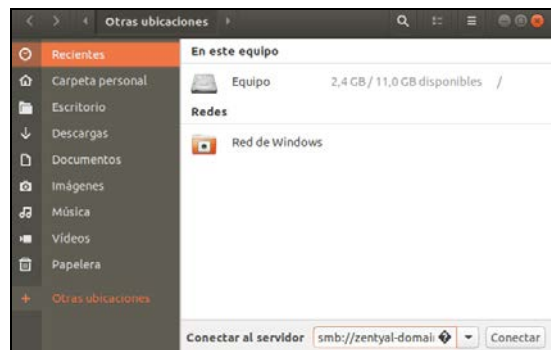 Otras ubicaciones
Recientes
Carpeta personal
Escritorio
Descargas
Documentos
Imágenes
Música
Vídeos
Papelera
Otras ubicaciones
En este equipo
Equipo 2,4 GB / 11,0 GB disponibles /
Redes
Red de Windows
Conectar al servidor smb://zentyal-domai Conectar